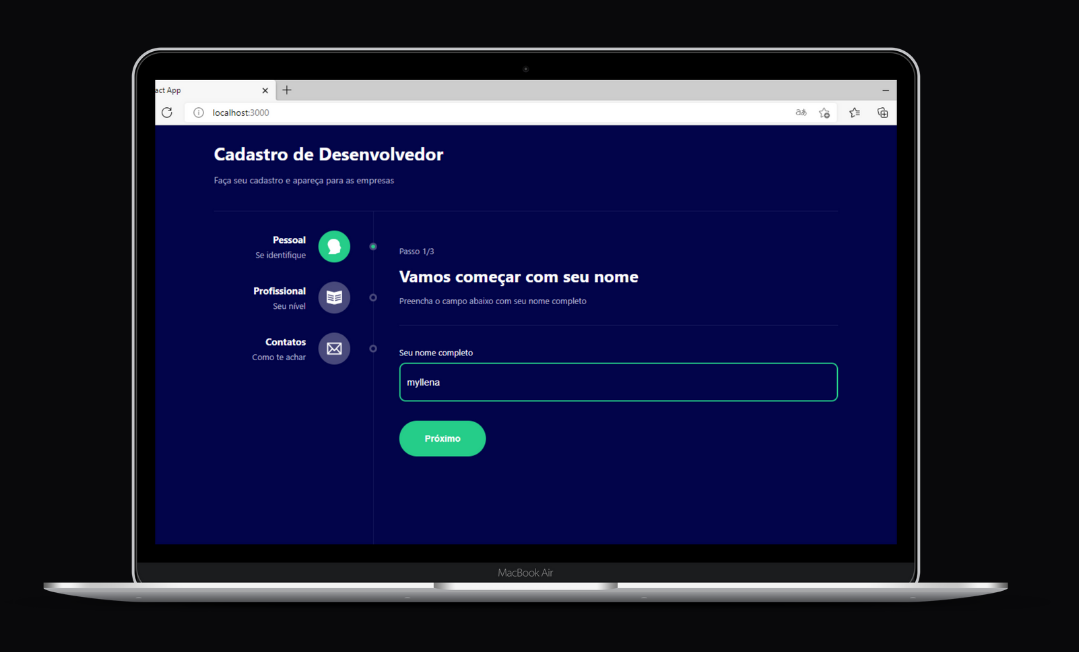 act App
localhost:3000
Cadastro de Desenvolvedor
Faça seu cadastro e apareça para as empresas
Pessoal
Se identifique
Profissional
Seu nível
Contatos
Como te achar
Passo 1/3
Vamos começar com seu nome
Preencha o campo abaixo com seu nome completo
Seu nome completo
myllena
Próximo
MacBook Air